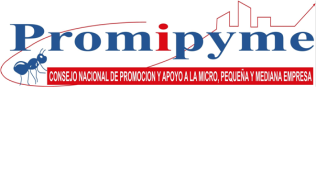 Promipyme
CONSEJO NACIONAL DE PROMOCION Y APOYO A LA MICRO, PEQUEÑA Y MEDIANA EMPRESA